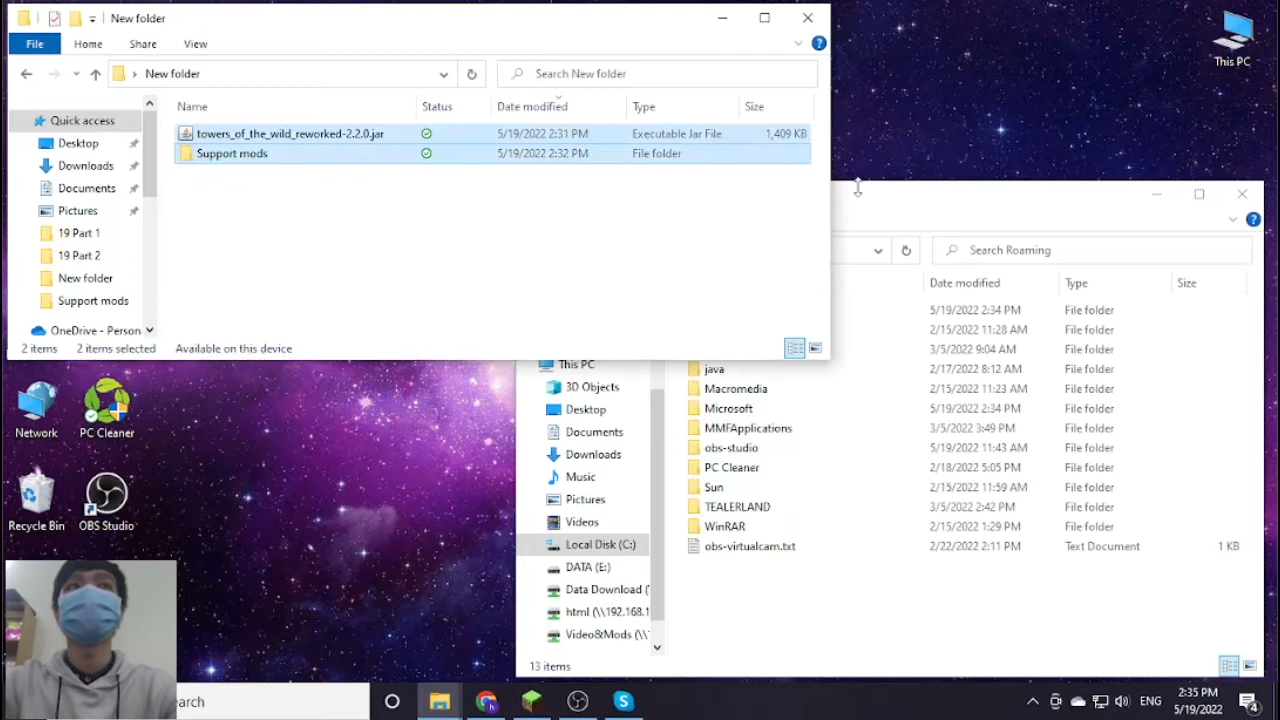 New folder
This PC
File Home Share View
New folder
Search New folder
Name Status Date modified Type Size
Quick access
towers_of_the_wild_reworked-2.2.0.jar 5/19/2022 2:31 PM Executable Jar File 1,409 KB
Desktop
Support mods 5/19/2022 2:32 PM File folder
Downloads
Documents
Pictures
19 Part 1
19 Part 2
New folder
Support mods
OneDrive - Person
2 items 2 items selected Available on this device
Search Roaming
Date modified Type Size
5/19/2022 2:34 PM File folder
2/15/2022 11:28 AM File folder
3/5/2022 9:04 AM File folder
This PC
java 2/17/2022 8:12 AM File folder
3D Objects
Macromedia 2/15/2022 11:23 AM File folder
Desktop
Microsoft 5/19/2022 2:34 PM File folder
Documents
MMFApplications 3/5/2022 3:49 PM File folder
Downloads
obs-studio 5/19/2022 11:43 AM File folder
Music
PC Cleaner 2/18/2022 5:05 PM File folder
Pictures
Sun 2/15/2022 11:59 AM File folder
Videos
TEALERLAND 3/5/2022 2:42 PM File folder
Local Disk (C:)
WinRAR 2/15/2022 1:29 PM File folder
obs-virtualcam.txt 2/22/2022 2:11 PM Text Document 1 KB
DATA (E:)
Data Download (
html (\\192.168.1
Video&Mods (\\
13 items
Network PC Cleaner
Recycle Bin OBS Studio
earch
ENG
2:35 PM
5/19/2022
4